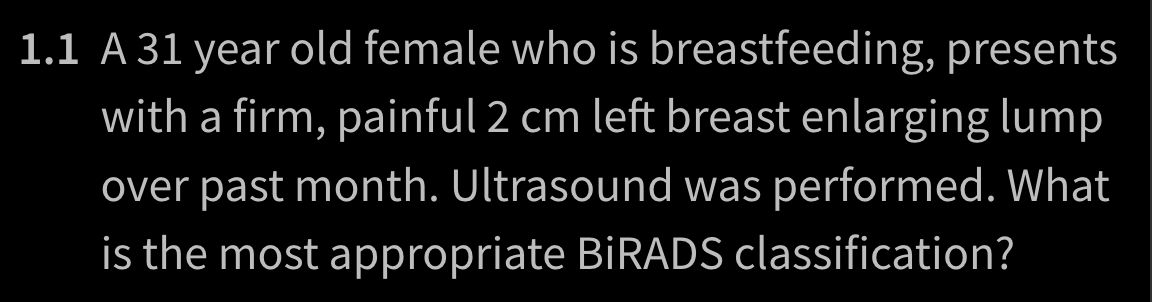 1.1 A 31 year old female who is breastfeeding, presents
with a firm, painful 2 cm left breast enlarging lump
over past month. Ultrasound was performed. What
is the most appropriate BiRADS classification?